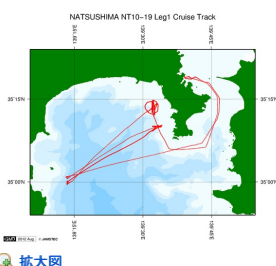 NATSUSHIMA NT10-19 Leg1 Cruise Track
139°15'E
139°30'E
139°45'E
35°15'N
35°15'N
35°00'N
35°00'N
GMT
2010 Aug
© JAMSTEC
拡大図